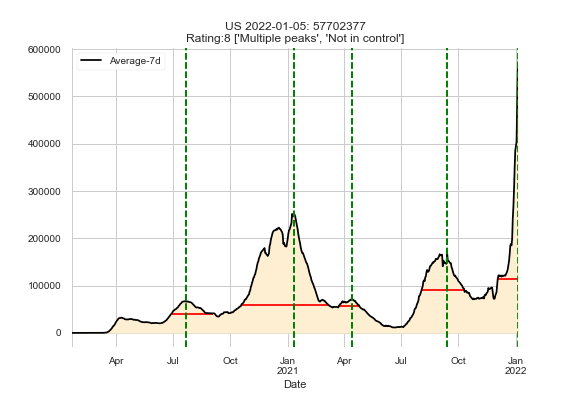 US 2022-01-05: 57702377
Rating:8 ['Multiple peaks', 'Not in control']
Average-7d
600000
500000
400000
300000
200000
100000
0
Apr Jul Oct Jan Apr Jul Oct Jan
2021 2022
Date